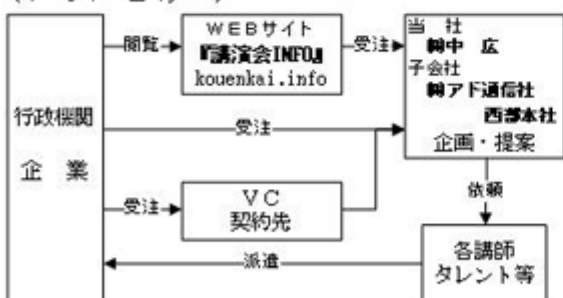 行政機関
企 業
閲覧
WEBサイト
『講演会INFO』
kouenkai.info
受注
当 社
㈱中 広
子会社
㈱アド通信社
西部本社
企画・提案
受注
受注
VC
契約先
依頼
各講師
タレント等
派遣